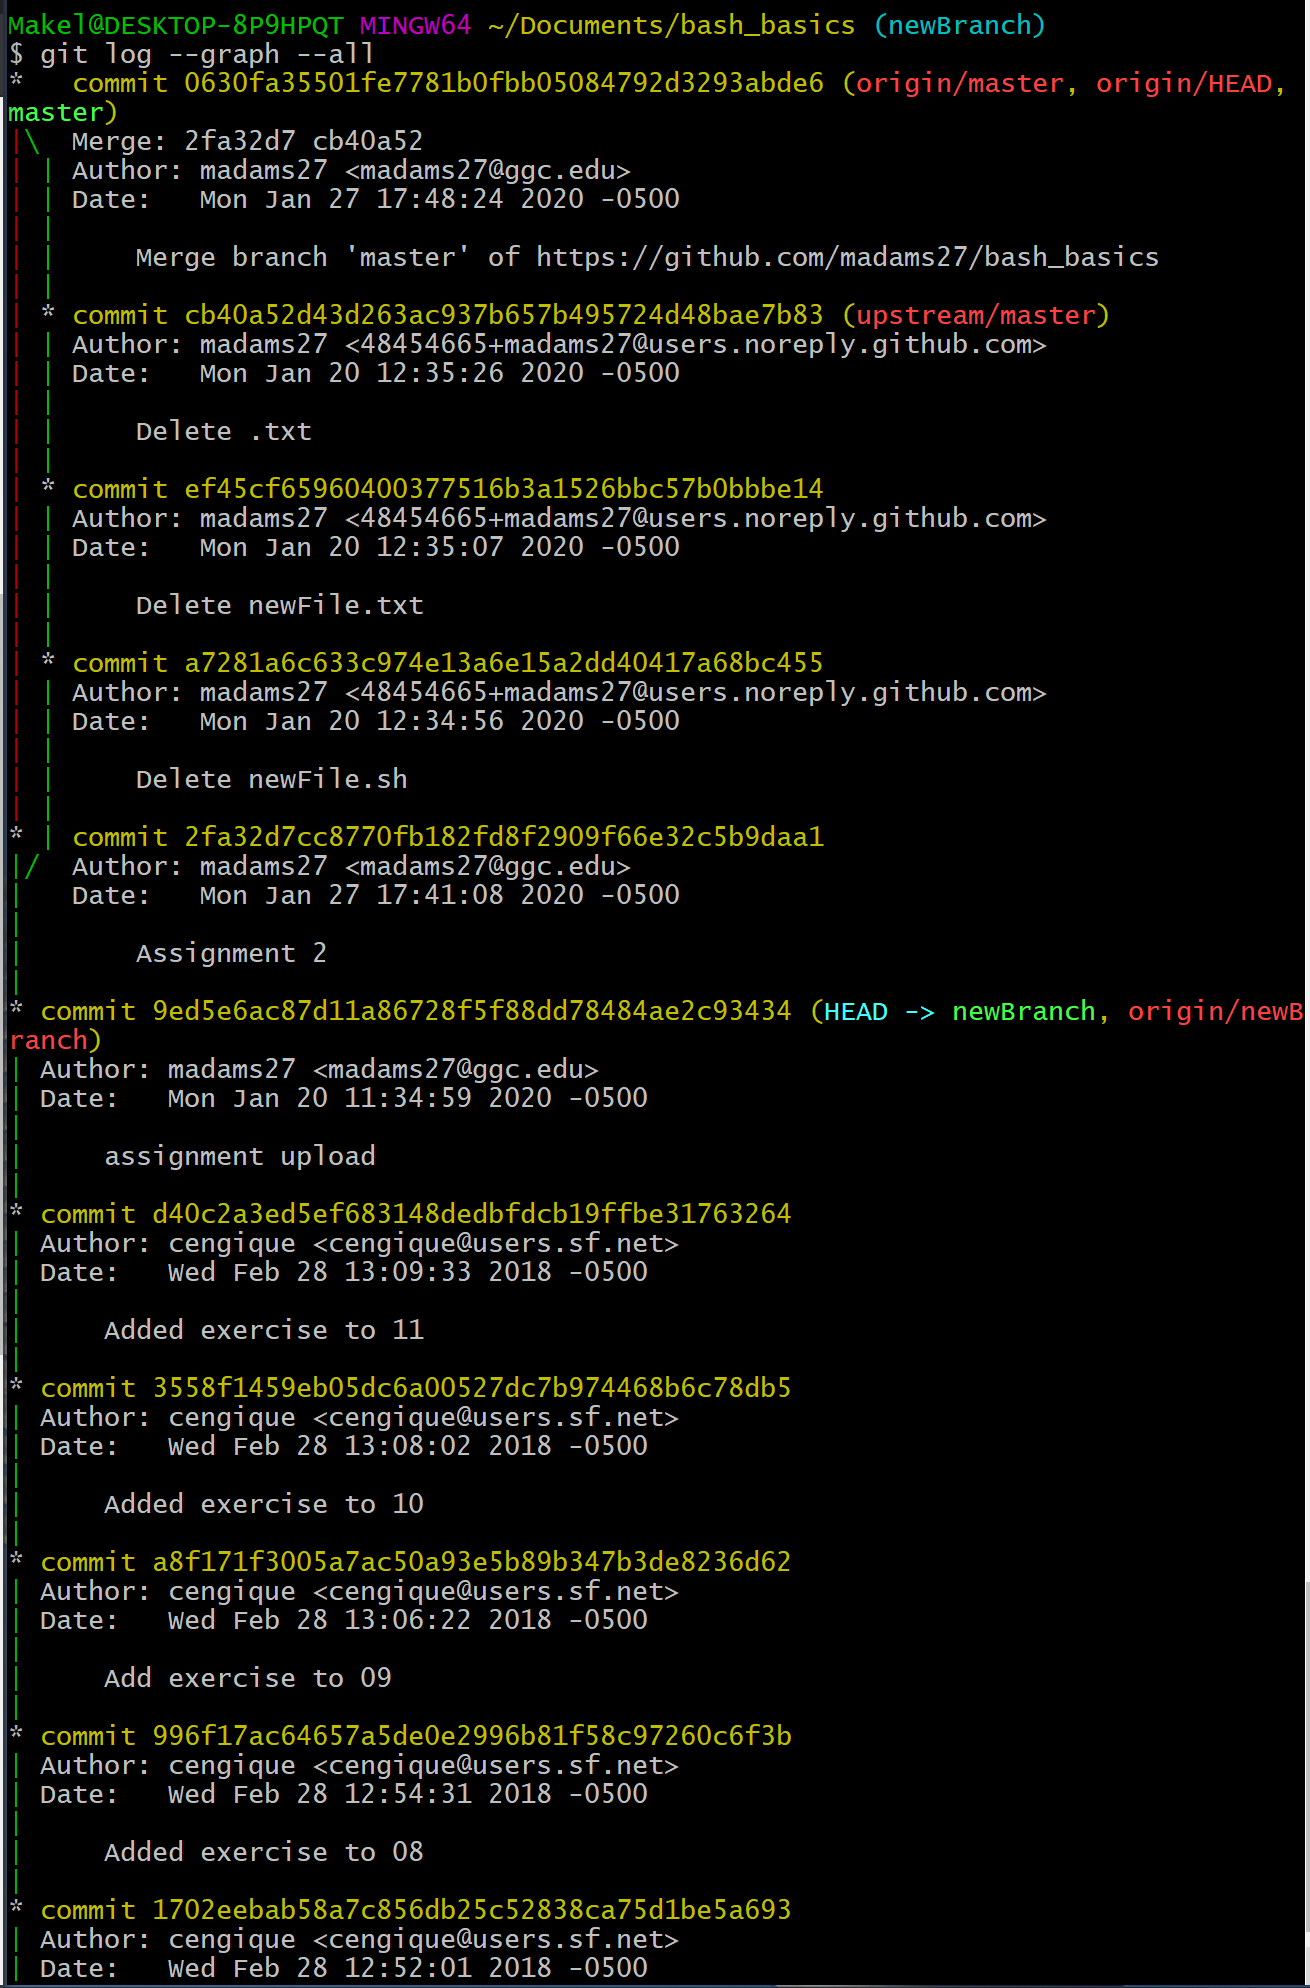 Makel@DESKTOP-8P9HPQT MINGW64 ~/Documents/bash_basics (newBranch)
$ git log --graph --all
*   commit 0630fa35501fe7781b0fbb05084792d3293abde6 (origin/master, origin/HEAD,
master)
|\  Merge: 2fa32d7 cb40a52
| | Author: madams27 <madams27@ggc.edu>
| | Date:   Mon Jan 27 17:48:24 2020 -0500
| |
| |     Merge branch 'master' of https://github.com/madams27/bash_basics
| |
| * commit cb40a52d43d263ac937b657b495724d48bae7b83 (upstream/master)
| | Author: madams27 <48454665+madams27@users.noreply.github.com>
| | Date:   Mon Jan 20 12:35:26 2020 -0500
| |
| |     Delete .txt
| |
| * commit ef45cf65960400377516b3a1526bbc57b0bbbe14
| | Author: madams27 <48454665+madams27@users.noreply.github.com>
| | Date:   Mon Jan 20 12:35:07 2020 -0500
| |
| |     Delete newFile.txt
| |
| * commit a7281a6c633c974e13a6e15a2dd40417a68bc455
| | Author: madams27 <48454665+madams27@users.noreply.github.com>
| | Date:   Mon Jan 20 12:34:56 2020 -0500
| |
| |     Delete newFile.sh
| |
* | commit 2fa32d7cc8770fb182fd8f2909f66e32c5b9daa1
|/  Author: madams27 <madams27@ggc.edu>
|   Date:   Mon Jan 27 17:41:08 2020 -0500
|
|       Assignment 2
|
* commit 9ed5e6ac87d11a86728f5f88dd78484ae2c93434 (HEAD -> newBranch, origin/newB
ranch)
| Author: madams27 <madams27@ggc.edu>
| Date:   Mon Jan 20 11:34:59 2020 -0500
|
|     assignment upload
|
* commit d40c2a3ed5ef683148dedbfdcb19ffbe31763264
| Author: cengique <cengique@users.sf.net>
| Date:   Wed Feb 28 13:09:33 2018 -0500
|
|     Added exercise to 11
|
* commit 3558f1459eb05dc6a00527dc7b974468b6c78db5
| Author: cengique <cengique@users.sf.net>
| Date:   Wed Feb 28 13:08:02 2018 -0500
|
|     Added exercise to 10
|
* commit a8f171f3005a7ac50a93e5b89b347b3de8236d62
| Author: cengique <cengique@users.sf.net>
| Date:   Wed Feb 28 13:06:22 2018 -0500
|
|     Add exercise to 09
|
* commit 996f17ac64657a5de0e2996b81f58c97260c6f3b
| Author: cengique <cengique@users.sf.net>
| Date:   Wed Feb 28 12:54:31 2018 -0500
|
|     Added exercise to 08
|
* commit 1702eebab58a7c856db25c52838ca75d1be5a693
| Author: cengique <cengique@users.sf.net>
| Date:   Wed Feb 28 12:52:01 2018 -0500